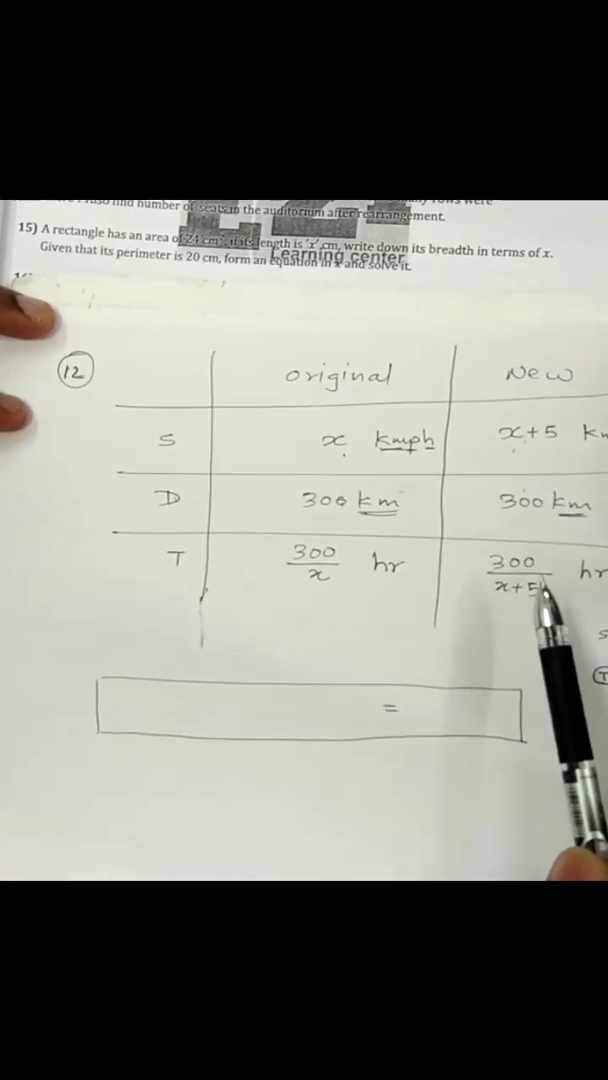 find number of seats in the auditorium after rearrangement.
15) A rectangle has an area of 24 cm², if its length is 'x' cm, write down its breadth in terms of x.
Learning center
Given that its perimeter is 20 cm, form an equation in x and solve it.
12
original New
S x kmph x+5
D 300 km 300 km
T 300/x hr 300/x+5 hr
=